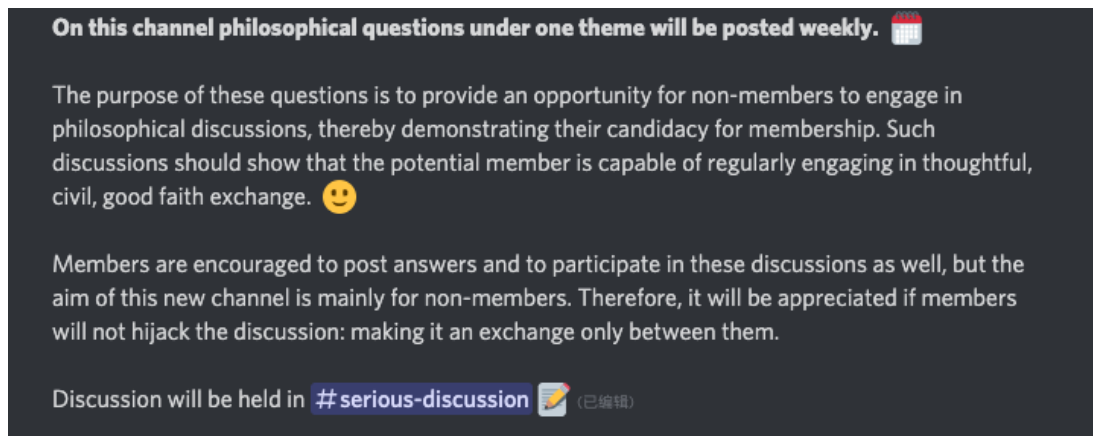 On this channel philosophical questions under one theme will be posted weekly.
The purpose of these questions is to provide an opportunity for non-members to engage in
philosophical discussions, thereby demonstrating their candidacy for membership. Such
discussions should show that the potential member is capable of regularly engaging in thoughtful,
civil, good faith exchange.
Members are encouraged to post answers and to participate in these discussions as well, but the
aim of this new channel is mainly for non-members. Therefore, it will be appreciated if members
will not hijack the discussion: making it an exchange only between them.
Discussion will be held in #serious-discussion (已编辑)